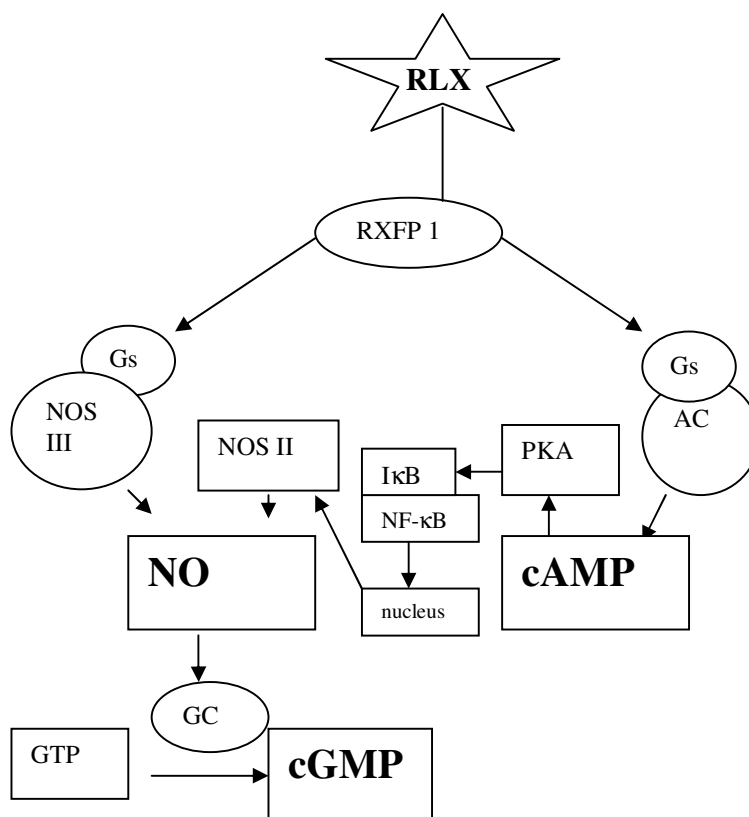 RLX
RXFP 1
Gs
NOS
III
Gs
AC
NOS II
IκB
NF-κB
PKA
NO
nucleus
cAMP
GC
GTP
cGMP